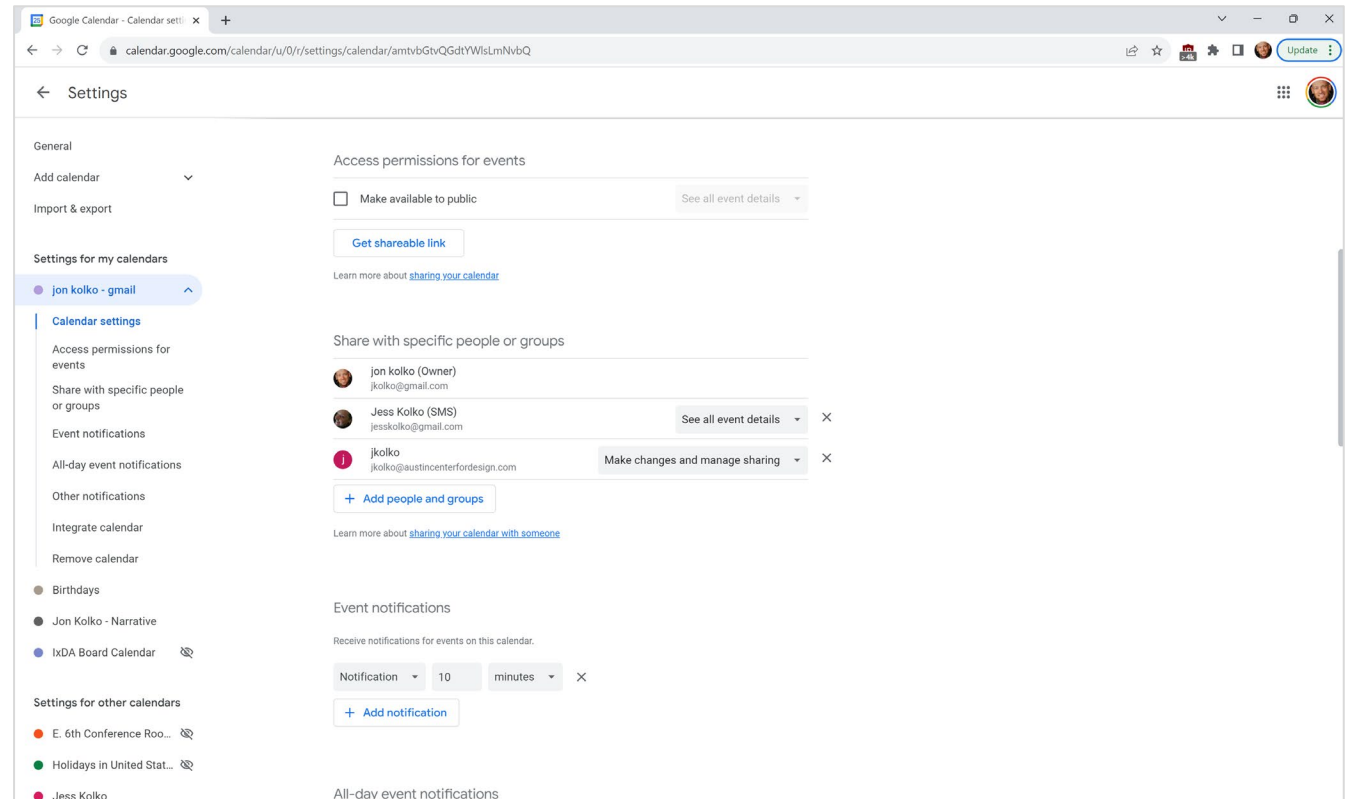 Google Calendar - Calendar setti
calendar.google.com/calendar/u/0/r/settings/calendar/amtvbGtvQGdtYWlsLmNvbQ
>4k
Update
Settings
General
Add calendar
Import & export
Settings for my calendars
jon kolko - gmail
Calendar settings
Access permissions for
events
Share with specific people
or groups
Event notifications
All-day event notifications
Other notifications
Integrate calendar
Remove calendar
Birthdays
Jon Kolko - Narrative
IxDA Board Calendar
Settings for other calendars
E. 6th Conference Roo...
Holidays in United Stat...
Jess Kolko
Access permissions for events
Make available to public
See all event details
Get shareable link
Learn more about sharing your calendar
Share with specific people or groups
jon kolko (Owner)
jkolko@gmail.com
Jess Kolko (SMS)
jesskolko@gmail.com
See all event details
j
jkolko
jkolko@austincenterfordesign.com
Make changes and manage sharing
+ Add people and groups
Learn more about sharing your calendar with someone
Event notifications
Receive notifications for events on this calendar.
Notification 10 minutes
+ Add notification
All-day event notifications